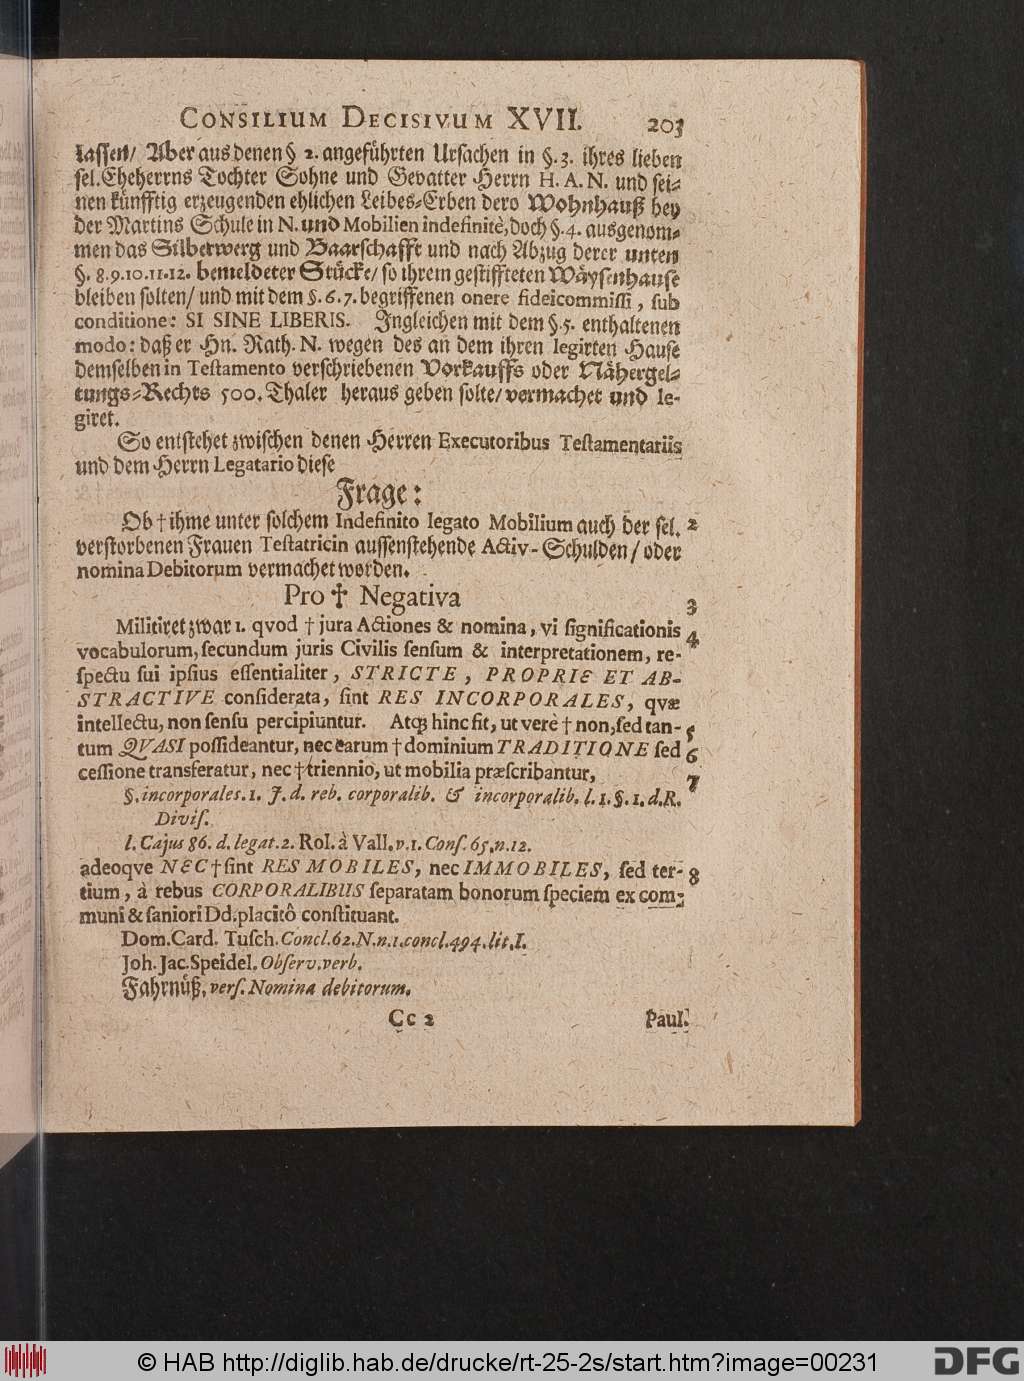 CONSILIUM DECISIVUM XVII. 203
lassen/ Aber aus denen § 2. angeführten Ursachen in §. 3. ihres lieben
sel. Eheherrns Tochter Sohne und Gevatter Herrn H. A. N. und sei-
nen künfftig erzeugenden ehlichen Leibes-Erben dero Wohnhauß bey
der Martins Schule in N. und Mobilien indefinitè, doch §. 4. ausgenom-
men das Silberwerg und Baarschafft und nach Abzug derer unten
§. 8. 9. 10. 11. 12. bemeldeter Stücke/ so ihrem gestiffteten Wäysenhause
bleiben solten/ und mit dem §. 6. 7. begriffenen onere fideicommissi, sub
conditione: SI SINE LIBERIS. Ingleichen mit dem §. 5. enthaltenen
modo: daß er Hn. Rath. N. wegen des an dem ihren legirten Hause
demselben in Testamento verschriebenen Vorkauffs oder Nähergel-
tungs-Rechts 500. Thaler heraus geben solte/ vermachet und le-
giret.
So entstehet zwischen denen Herren Executoribus Testamentariis
und dem Herrn Legatario diese
Frage:
Ob † ihme unter solchem Indefinito legato Mobilium auch der sel. 2
verstorbenen Frauen Testatricin aussenstehende Activ-Schulden/ oder
nomina Debitorum vermachet worden.
Pro † Negativa 3
Militiret zwar 1. qvod † jura Actiones & nomina, vi significationis 4
vocabulorum, secundum juris Civilis sensum & interpretationem, re-
spectu sui ipsius essentialiter, STRICTE, PROPRIE ET AB-
STRACTIVE considerata, sint RES INCORPORALES, qvæ
intellectu, non sensu percipiuntur. Atq; hinc fit, ut verè † non, sed tan- 5
tum QVASI possideantur, nec earum † dominium TRADITIONE sed 6
cessione transferatur, nec † triennio, ut mobilia præscribantur, 7
§. incorporales. 1. J. d. reb. corporalib. & incorporalib. l. 1. §. 1. d. R.
Divis.
l. Cajus 86. d. legat. 2. Rol. à Vall. v. 1. Cons. 65. n. 12.
adeoqve NEC † sint RES MOBILES, nec IMMOBILES, sed ter- 8
tium, à rebus CORPORALIBUS separatam bonorum speciem ex com-
muni & saniori Dd. placitô constituant.
Dom. Card. Tusch. Concl. 62. N. n. 1. concl. 494. lit. I.
Joh. Jac. Speidel. Observ. verb.
Fahrnüß, vers. Nomina debitorum.
Cc 2 Paul.
© HAB http://diglib.hab.de/drucke/rt-25-2s/start.htm?image=00231 DFG